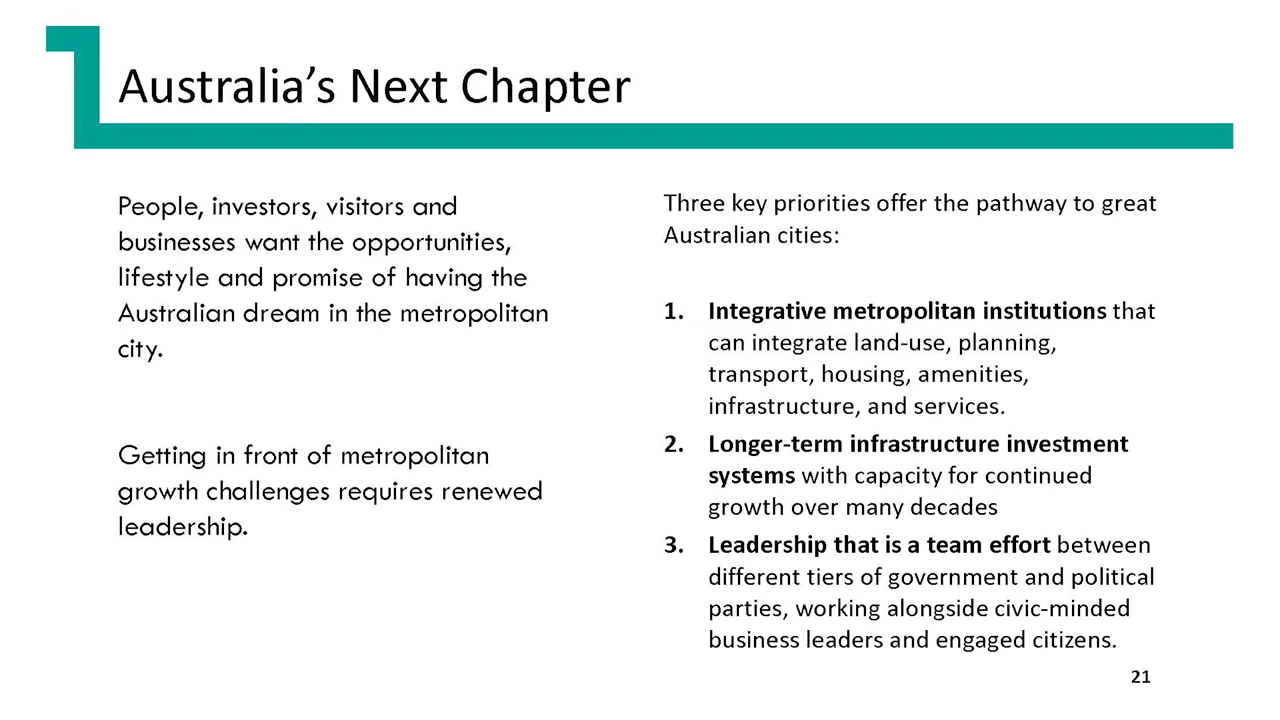 Australia’s Next Chapter
People, investors, visitors and
businesses want the opportunities,
lifestyle and promise of having the
Australian dream in the metropolitan
city.
Getting in front of metropolitan
growth challenges requires renewed
leadership.
Three key priorities offer the pathway to great
Australian cities:
1. Integrative metropolitan institutions that
can integrate land-use, planning,
transport, housing, amenities,
infrastructure, and services.
2. Longer-term infrastructure investment
systems with capacity for continued
growth over many decades
3. Leadership that is a team effort between
different tiers of government and political
parties, working alongside civic-minded
business leaders and engaged citizens.
21